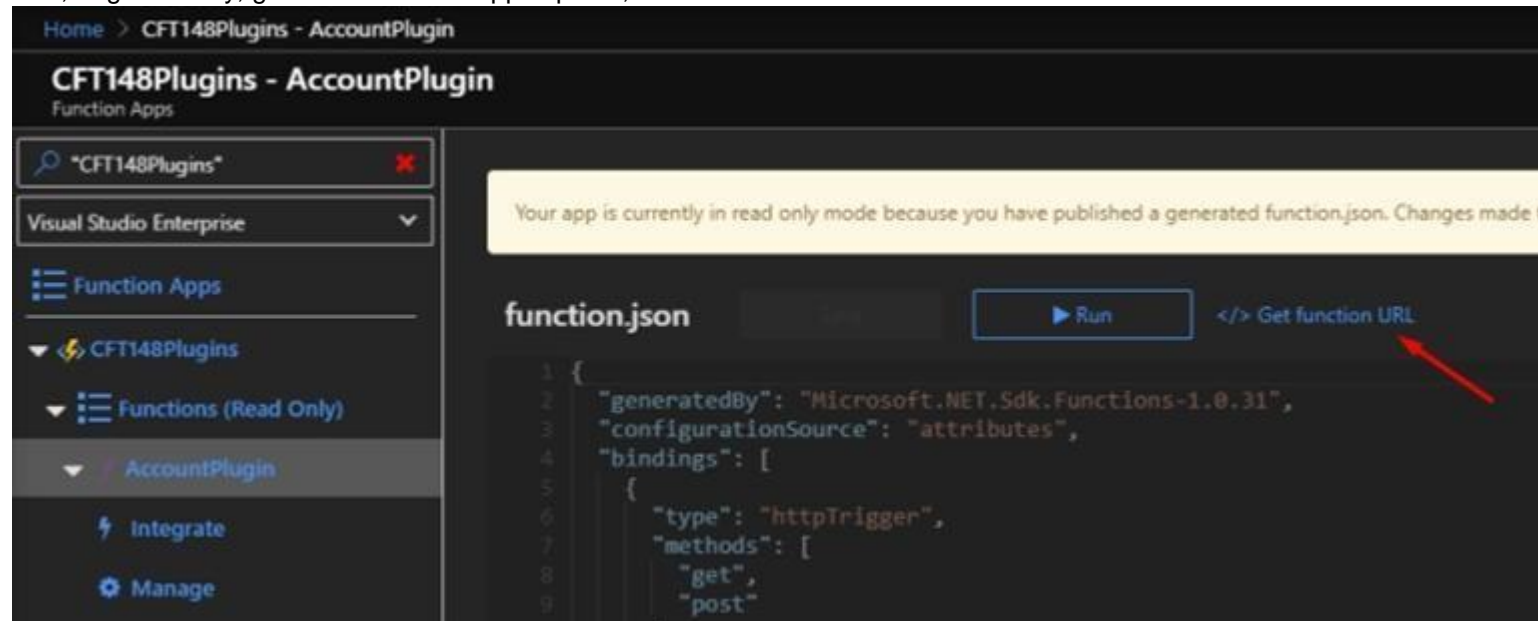 Home > CFT148Plugins - AccountPlugin
CFT148Plugins - AccountPlugin
Function Apps
"CFT148Plugins"
Visual Studio Enterprise
Your app is currently in read only mode because you have published a generated function.json. Changes made
Function Apps
function.json Save Run </> Get function URL
CFT148Plugins
Functions (Read Only)
AccountPlugin
Integrate
Manage
1 {
2 "generatedBy": "Microsoft.NET.Sdk.Functions-1.0.31",
3 "configurationSource": "attributes",
4 "bindings": [
5 {
6 "type": "httpTrigger",
7 "methods": [
8 "get",
9 "post"